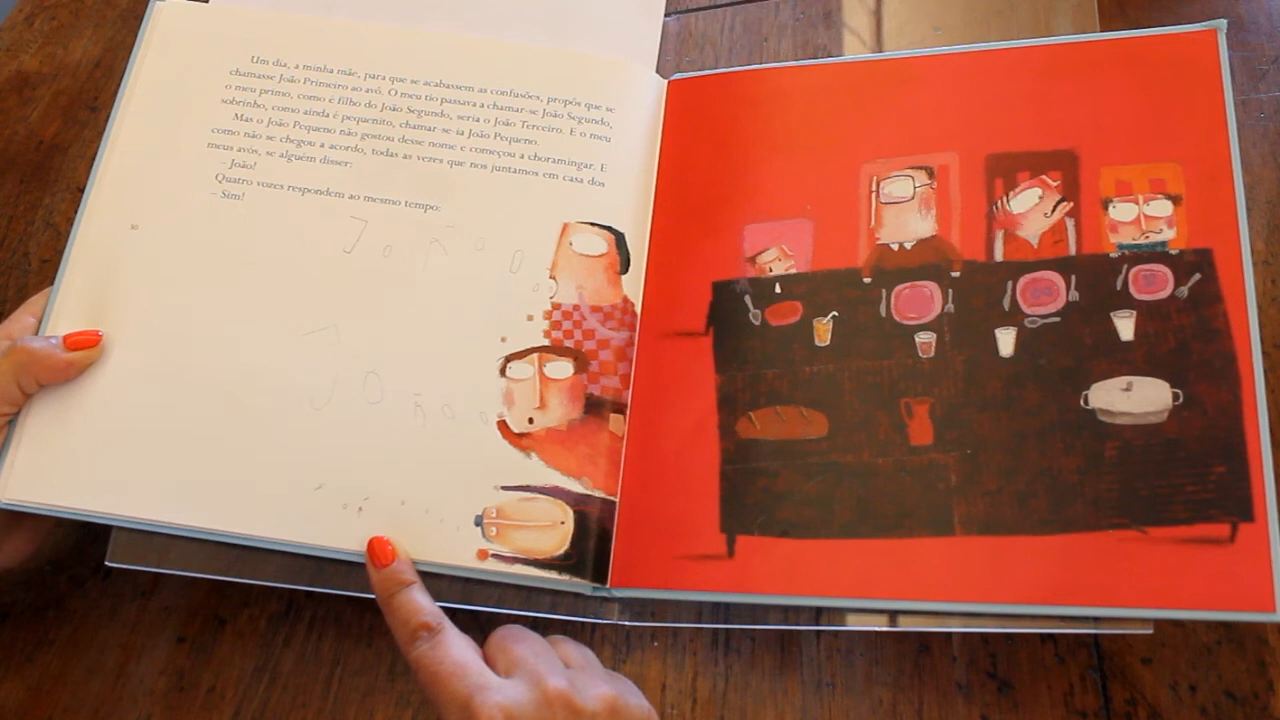 Um dia, a minha mãe, para que se acabassem as confusões, propôs que se
chamasse João Primeiro ao avô. O meu tio passava a chamar-se João Segundo,
o meu primo, como é filho do João Segundo, seria o João Terceiro. E o meu
sobrinho, como ainda é pequenito, chamar-se-ia João Pequeno.
Mas o João Pequeno não gostou desse nome e começou a choramingar. E
como não se chegou a acordo, todas as vezes que nos juntamos em casa dos
meus avós, se alguém disser:
– João!
Quatro vozes respondem ao mesmo tempo:
– Sim!
J o ã o o
J o ã o o